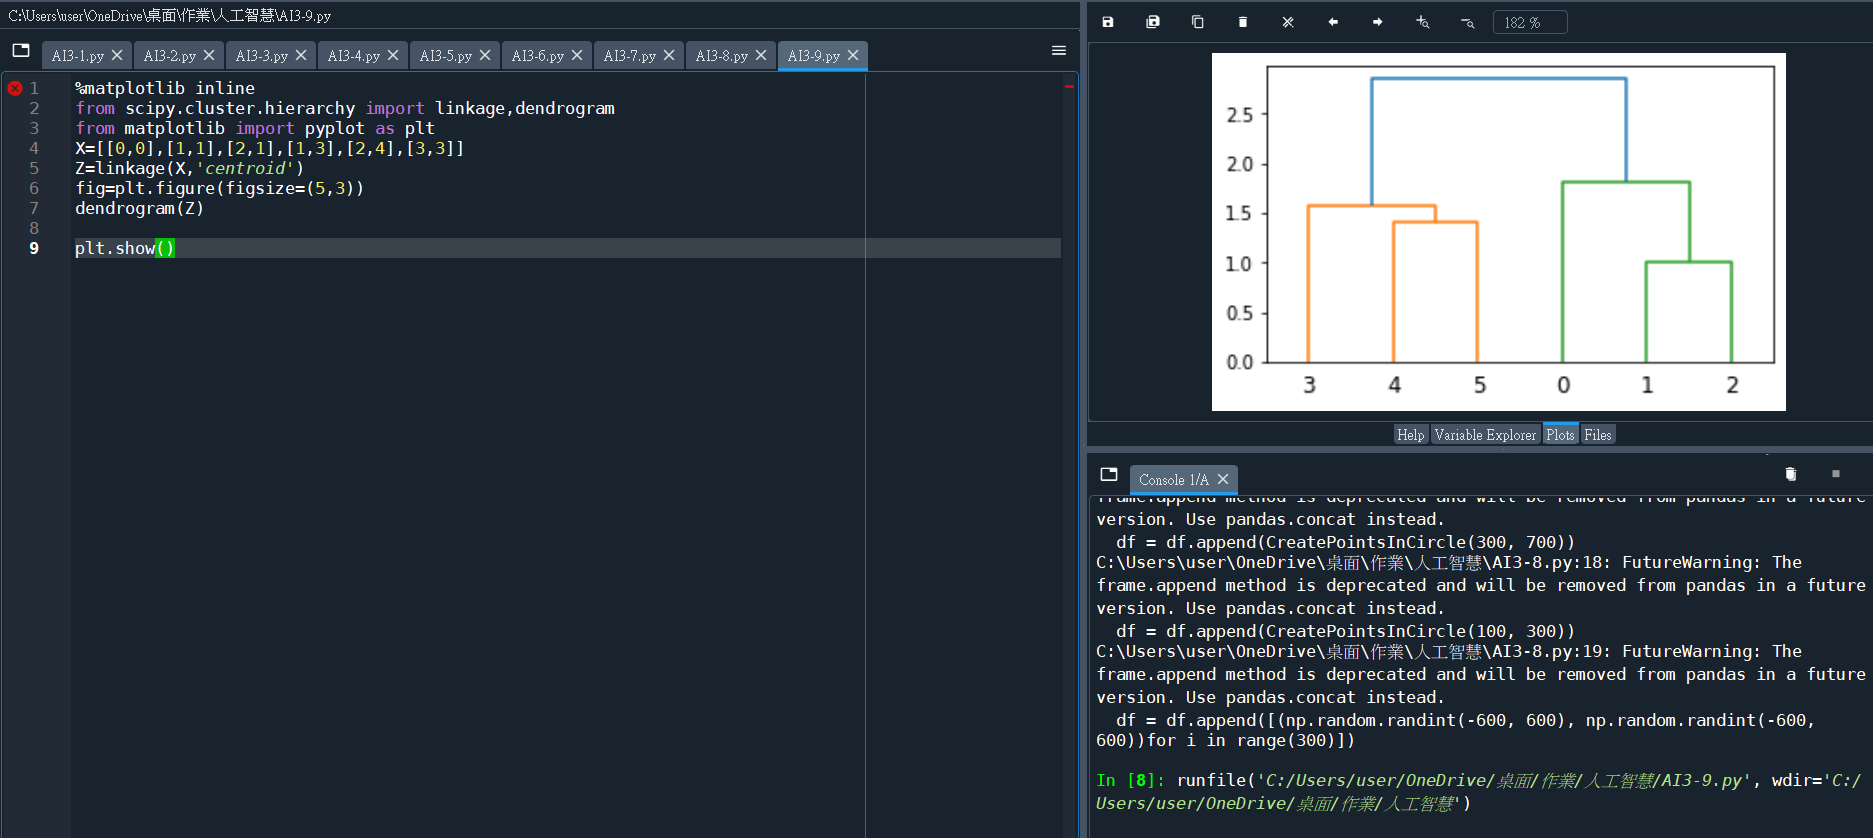 C:\Users\user\OneDrive\桌面\作業\人工智慧\AI3-9.py
AI3-1.py AI3-2.py AI3-3.py AI3-4.py AI3-5.py AI3-6.py AI3-7.py AI3-8.py AI3-9.py
1 %matplotlib inline
2 from scipy.cluster.hierarchy import linkage,dendrogram
3 from matplotlib import pyplot as plt
4 X=[[0,0],[1,1],[2,1],[1,3],[2,4],[3,3]]
5 Z=linkage(X,'centroid')
6 fig=plt.figure(figsize=(5,3))
7 dendrogram(Z)
8
9 plt.show()
182 %
2.5
2.0
1.5
1.0
0.5
0.0
3 4 5 0 1 2
Help Variable Explorer Plots Files
Console 1/A
frame.append method is deprecated and will be removed from pandas in a future
version. Use pandas.concat instead.
df = df.append(CreatePointsInCircle(300, 700))
C:\Users\user\OneDrive\桌面\作業\人工智慧\AI3-8.py:18: FutureWarning: The
frame.append method is deprecated and will be removed from pandas in a future
version. Use pandas.concat instead.
df = df.append(CreatePointsInCircle(100, 300))
C:\Users\user\OneDrive\桌面\作業\人工智慧\AI3-8.py:19: FutureWarning: The
frame.append method is deprecated and will be removed from pandas in a future
version. Use pandas.concat instead.
df = df.append([(np.random.randint(-600, 600), np.random.randint(-600,
600))for i in range(300)])
In [8]: runfile('C:/Users/user/OneDrive/桌面/作業/人工智慧/AI3-9.py', wdir='C:/
Users/user/OneDrive/桌面/作業/人工智慧')